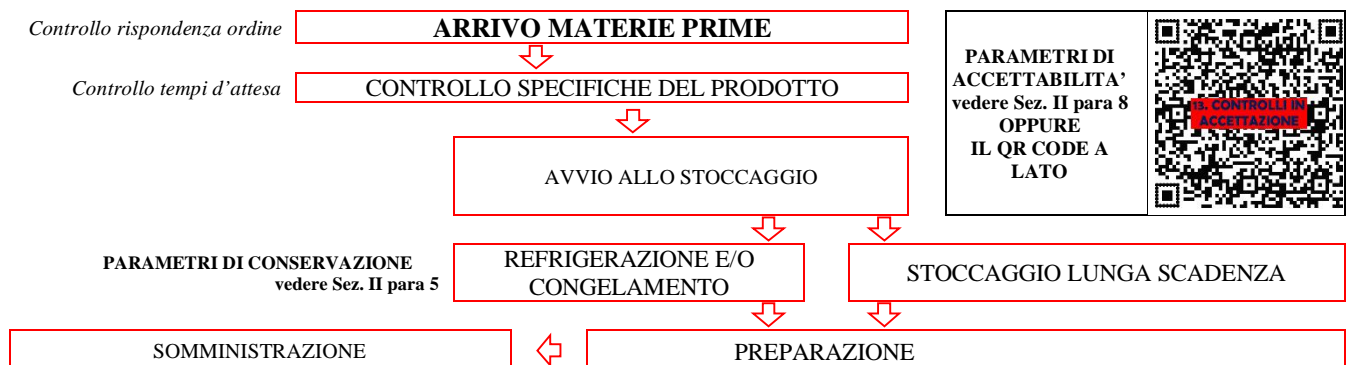 Controllo rispondenza ordine
ARRIVO MATERIE PRIME
Controllo tempi d'attesa
CONTROLLO SPECIFICHE DEL PRODOTTO
PARAMETRI DI
ACCETTABILITA'
vedere Sez. II para 8
OPPURE
IL QR CODE A
LATO
13. CONTROLLI IN
ACCETTAZIONE
AVVIO ALLO STOCCAGGIO
PARAMETRI DI CONSERVAZIONE
vedere Sez. II para 5
REFRIGERAZIONE E/O
CONGELAMENTO
STOCCAGGIO LUNGA SCADENZA
SOMMINISTRAZIONE
PREPARAZIONE